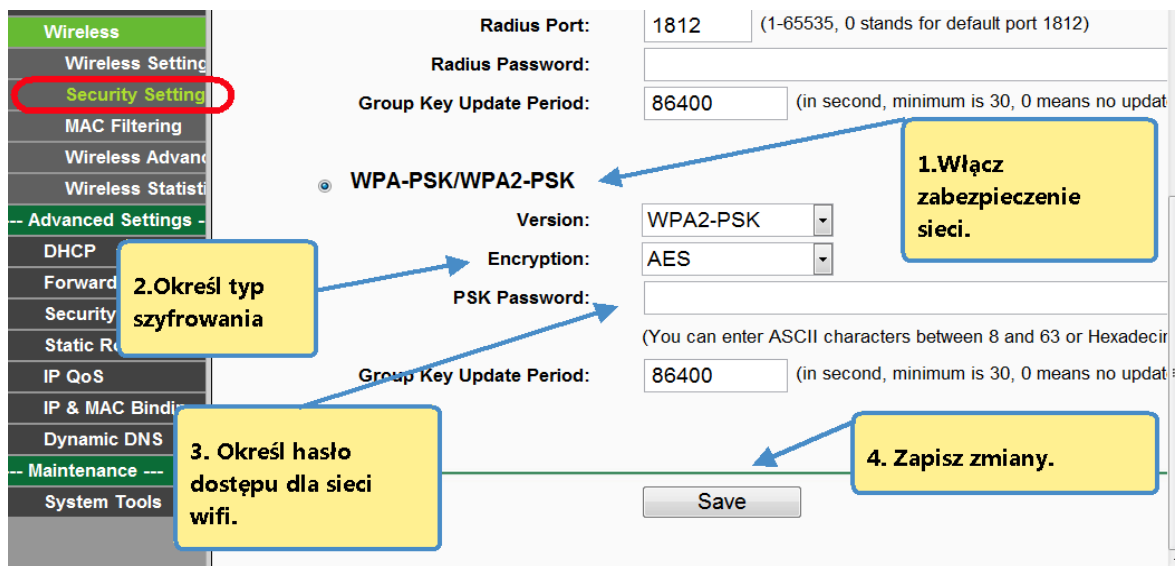 Wireless
Wireless Setting
Security Setting
MAC Filtering
Wireless Advanc
Wireless Statisti
-- Advanced Settings -
DHCP
Forward
Security
Static Ro
IP QoS
IP & MAC Bindin
Dynamic DNS
-- Maintenance ---
System Tools
Radius Port:
1812
(1-65535, 0 stands for default port 1812)
Radius Password:
Group Key Update Period:
86400
(in second, minimum is 30, 0 means no updat
WPA-PSK/WPA2-PSK
Version:
WPA2-PSK
Encryption:
AES
PSK Password:
(You can enter ASCII characters between 8 and 63 or Hexadecin
Group Key Update Period:
86400
(in second, minimum is 30, 0 means no updat
Save
1.Włącz
zabezpieczenie
sieci.
2.Określ typ
szyfrowania
3. Określ hasło
dostępu dla sieci
wifi.
4. Zapisz zmiany.